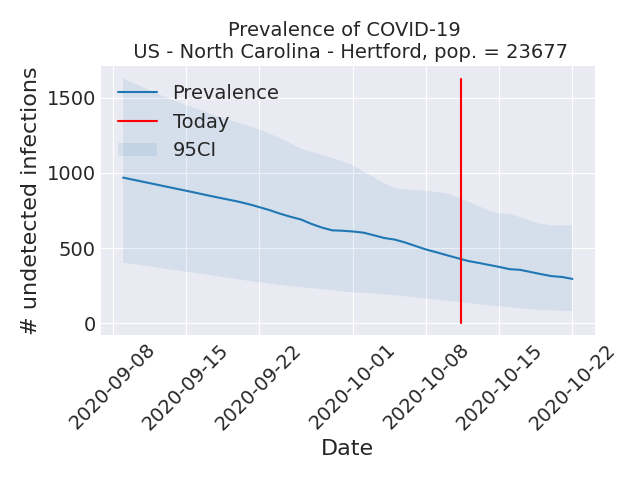 Prevalence of COVID-19
US - North Carolina - Hertford, pop. = 23677
# undetected infections
1500
1000
500
0
Prevalence
Today
95CI
2020-09-08
2020-09-15
2020-09-22
2020-10-01
2020-10-08
2020-10-15
2020-10-22
Date